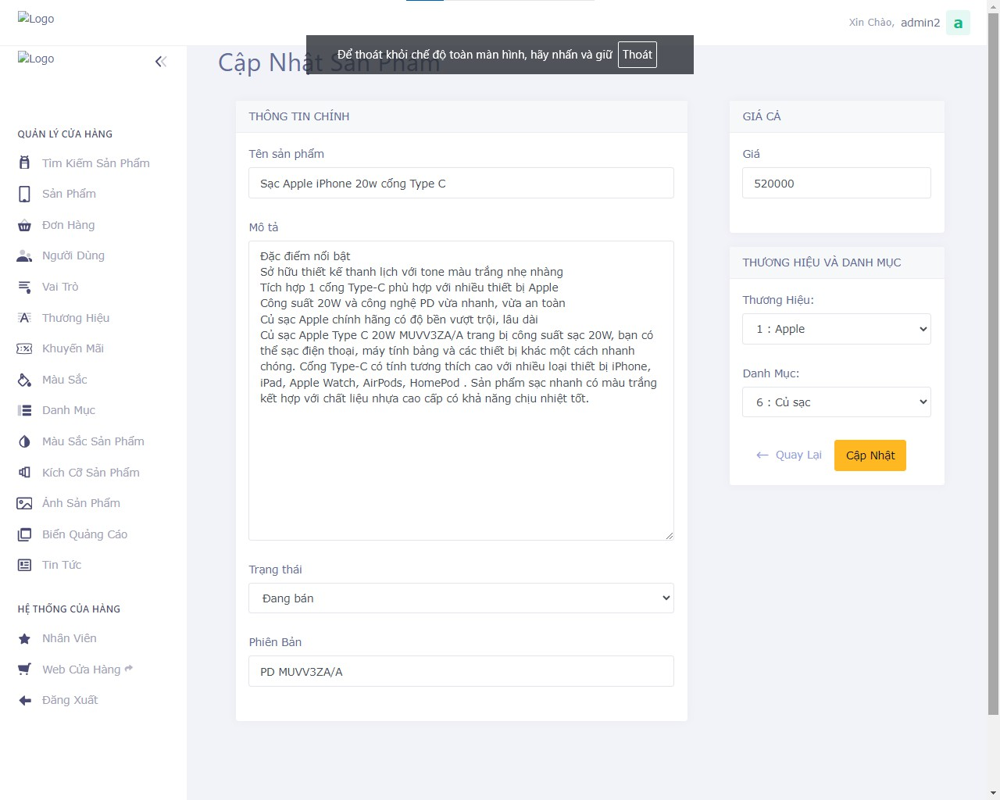 Logo
Xin Chào, admin2 a
Logo
Để thoát khỏi chế độ toàn màn hình, hãy nhấn và giữ Thoát
Cập Nhật Sản Phẩm
QUẢN LÝ CỬA HÀNG
Tìm Kiếm Sản Phẩm
Sản Phẩm
Đơn Hàng
Người Dùng
Vai Trò
Thương Hiệu
Khuyến Mãi
Màu Sắc
Danh Mục
Màu Sắc Sản Phẩm
Kích Cỡ Sản Phẩm
Ảnh Sản Phẩm
Biển Quảng Cáo
Tin Tức
HỆ THỐNG CỦA HÀNG
Nhân Viên
Web Cửa Hàng
Đăng Xuất
THÔNG TIN CHÍNH
Tên sản phẩm
Sạc Apple iPhone 20w cổng Type C
Mô tả
Đặc điểm nổi bật
Sở hữu thiết kế thanh lịch với tone màu trắng nhẹ nhàng
Tích hợp 1 cổng Type-C phù hợp với nhiều thiết bị Apple
Công suất 20W và công nghệ PD vừa nhanh, vừa an toàn
Củ sạc Apple chính hãng có độ bền vượt trội, lâu dài
Củ sạc Apple Type C 20W MUVV3ZA/A trang bị công suất sạc 20W, bạn có
thể sạc điện thoại, máy tính bảng và các thiết bị khác một cách nhanh
chóng. Cổng Type-C có tính tương thích cao với nhiều loại thiết bị iPhone,
iPad, Apple Watch, AirPods, HomePod . Sản phẩm sạc nhanh có màu trắng
kết hợp với chất liệu nhựa cao cấp có khả năng chịu nhiệt tốt.
Trạng thái
Đang bán
Phiên Bản
PD MUVV3ZA/A
GIÁ CẢ
Giá
520000
THƯƠNG HIỆU VÀ DANH MỤC
Thương Hiệu:
1 : Apple
Danh Mục:
6 : Củ sạc
Quay Lại
Cập Nhật